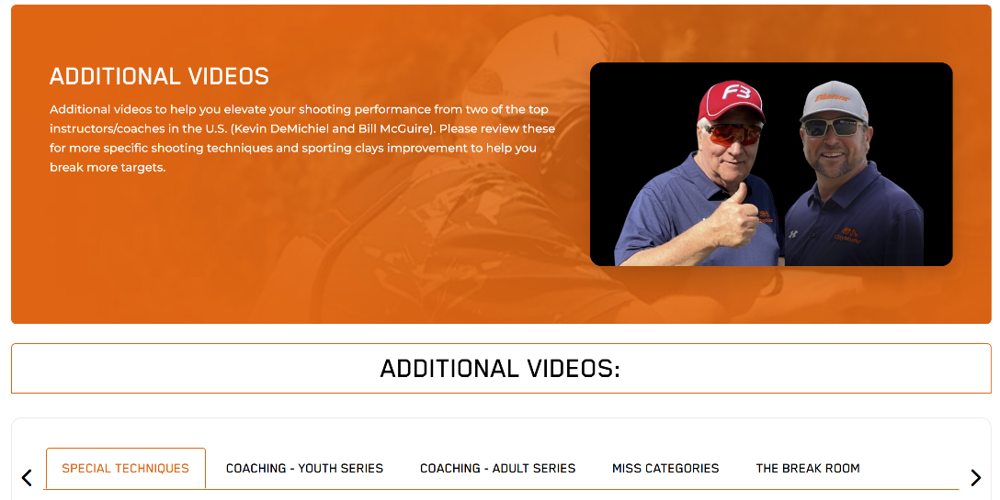 ADDITIONAL VIDEOS
Additional videos to help you elevate your shooting performance from two of the top
instructors/coaches in the U.S. (Kevin DeMichiel and Bill McGuire). Please review these
for more specific shooting techniques and sporting clays improvement to help you
break more targets.
F3
ADDITIONAL VIDEOS:
SPECIAL TECHNIQUES
COACHING - YOUTH SERIES
COACHING - ADULT SERIES
MISS CATEGORIES
THE BREAK ROOM